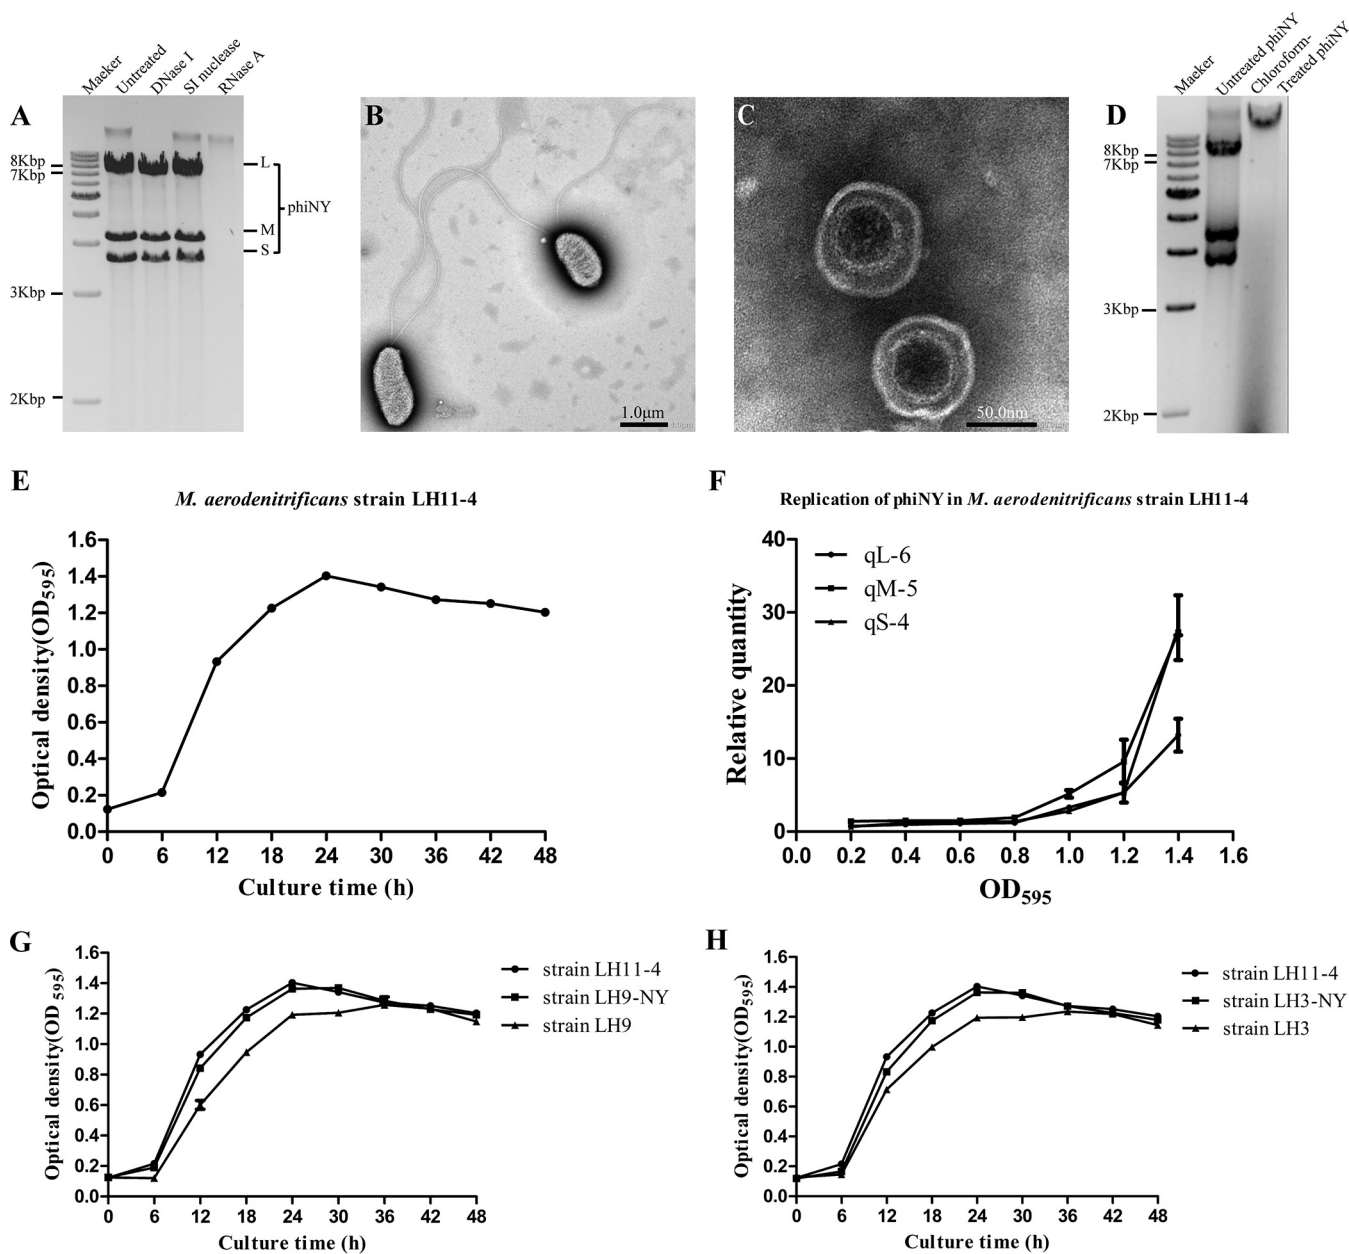 A
Maeker
Untreated
DNase I
SI nuclease
RNase A
8Kbp
7Kbp
3Kbp
2Kbp
L
M
S
phiNY
B
1.0μm
C
50.0nm
D
Maeker
Untreated phiNY
Chloroform-
Treated phiNY
8Kbp
7Kbp
3Kbp
2Kbp
E
M. aerodenitrificans strain LH11-4
Optical density(OD595)
1.6
1.4
1.2
1.0
0.8
0.6
0.4
0.2
0.0
0 6 12 18 24 30 36 42 48
Culture time (h)
F
Replication of phiNY in M. aerodenitrificans strain LH11-4
qL-6
qM-5
qS-4
Relative quantity
40
30
20
10
0
0.0 0.2 0.4 0.6 0.8 1.0 1.2 1.4 1.6
OD595
G
Optical density(OD595)
1.6
1.4
1.2
1.0
0.8
0.6
0.4
0.2
0.0
0 6 12 18 24 30 36 42 48
Culture time (h)
strain LH11-4
strain LH9-NY
strain LH9
H
Optical density(OD595)
1.6
1.4
1.2
1.0
0.8
0.6
0.4
0.2
0.0
0 6 12 18 24 30 36 42 48
Culture time (h)
strain LH11-4
strain LH3-NY
strain LH3